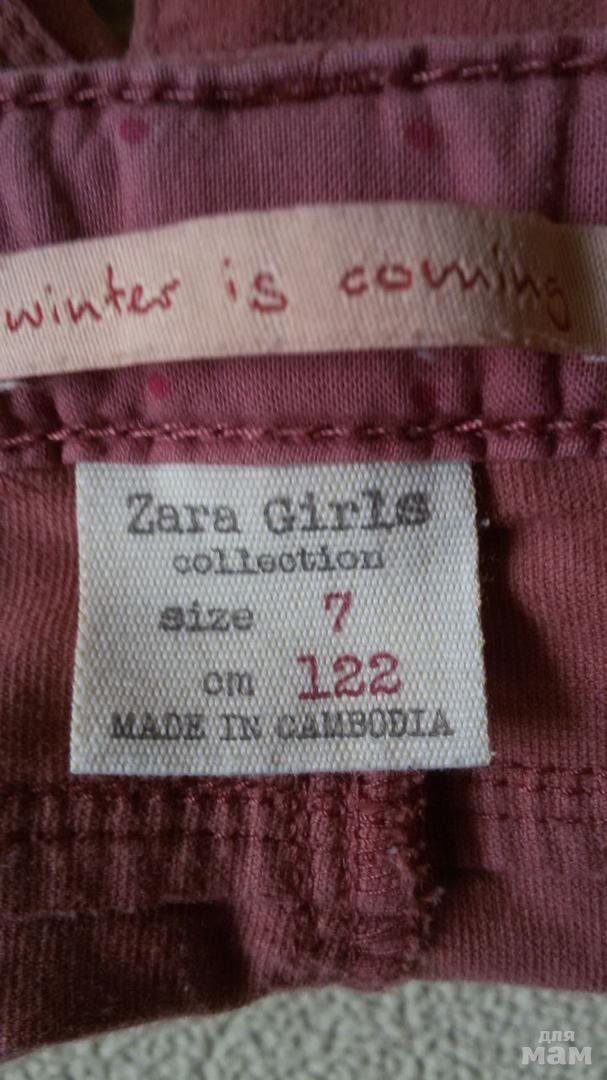 winter is coming
Zara Girls
collection
size 7
cm 122
MADE IN CAMBODIA
для
мам